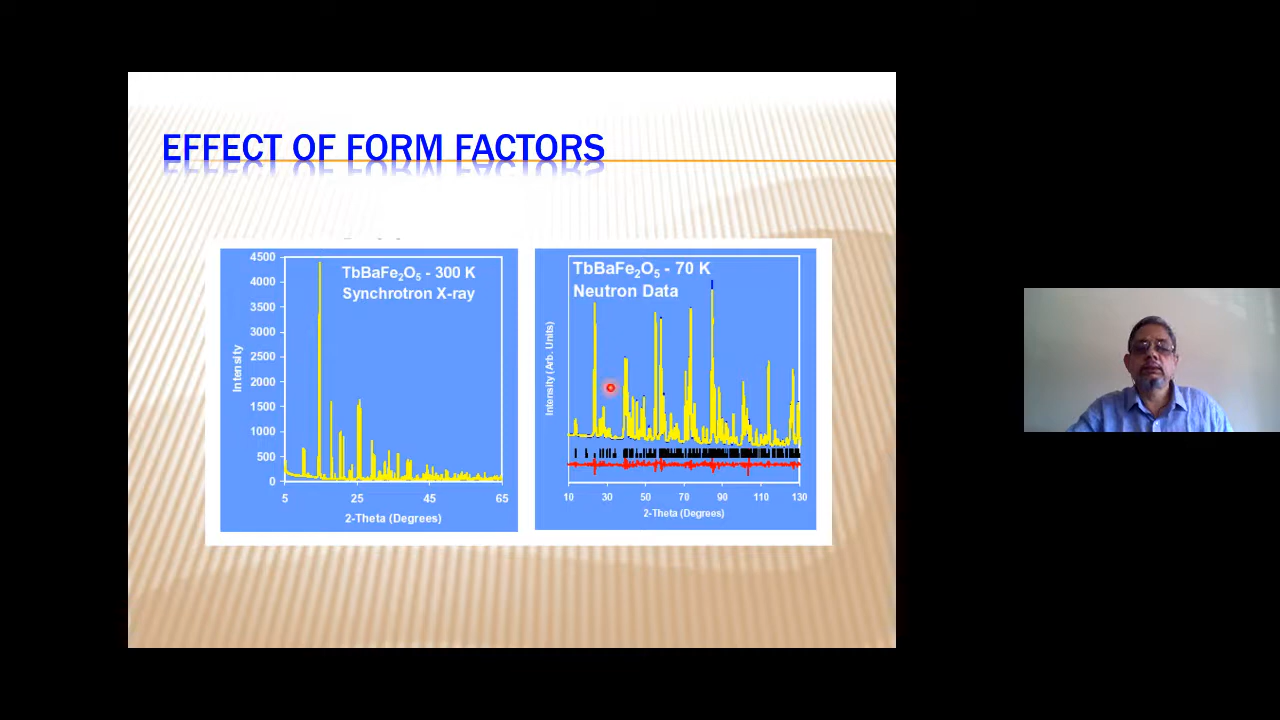 EFFECT OF FORM FACTORS
4500
4000
3500
3000
2500
2000
1500
1000
500
0
Intensity
TbBaFe₂O₅ - 300 K
Synchrotron X-ray
5 25 45 65
2-Theta (Degrees)
TbBaFe₂O₅ - 70 K
Neutron Data
Intensity (Arb. Units)
10 30 50 70 90 110 130
2-Theta (Degrees)